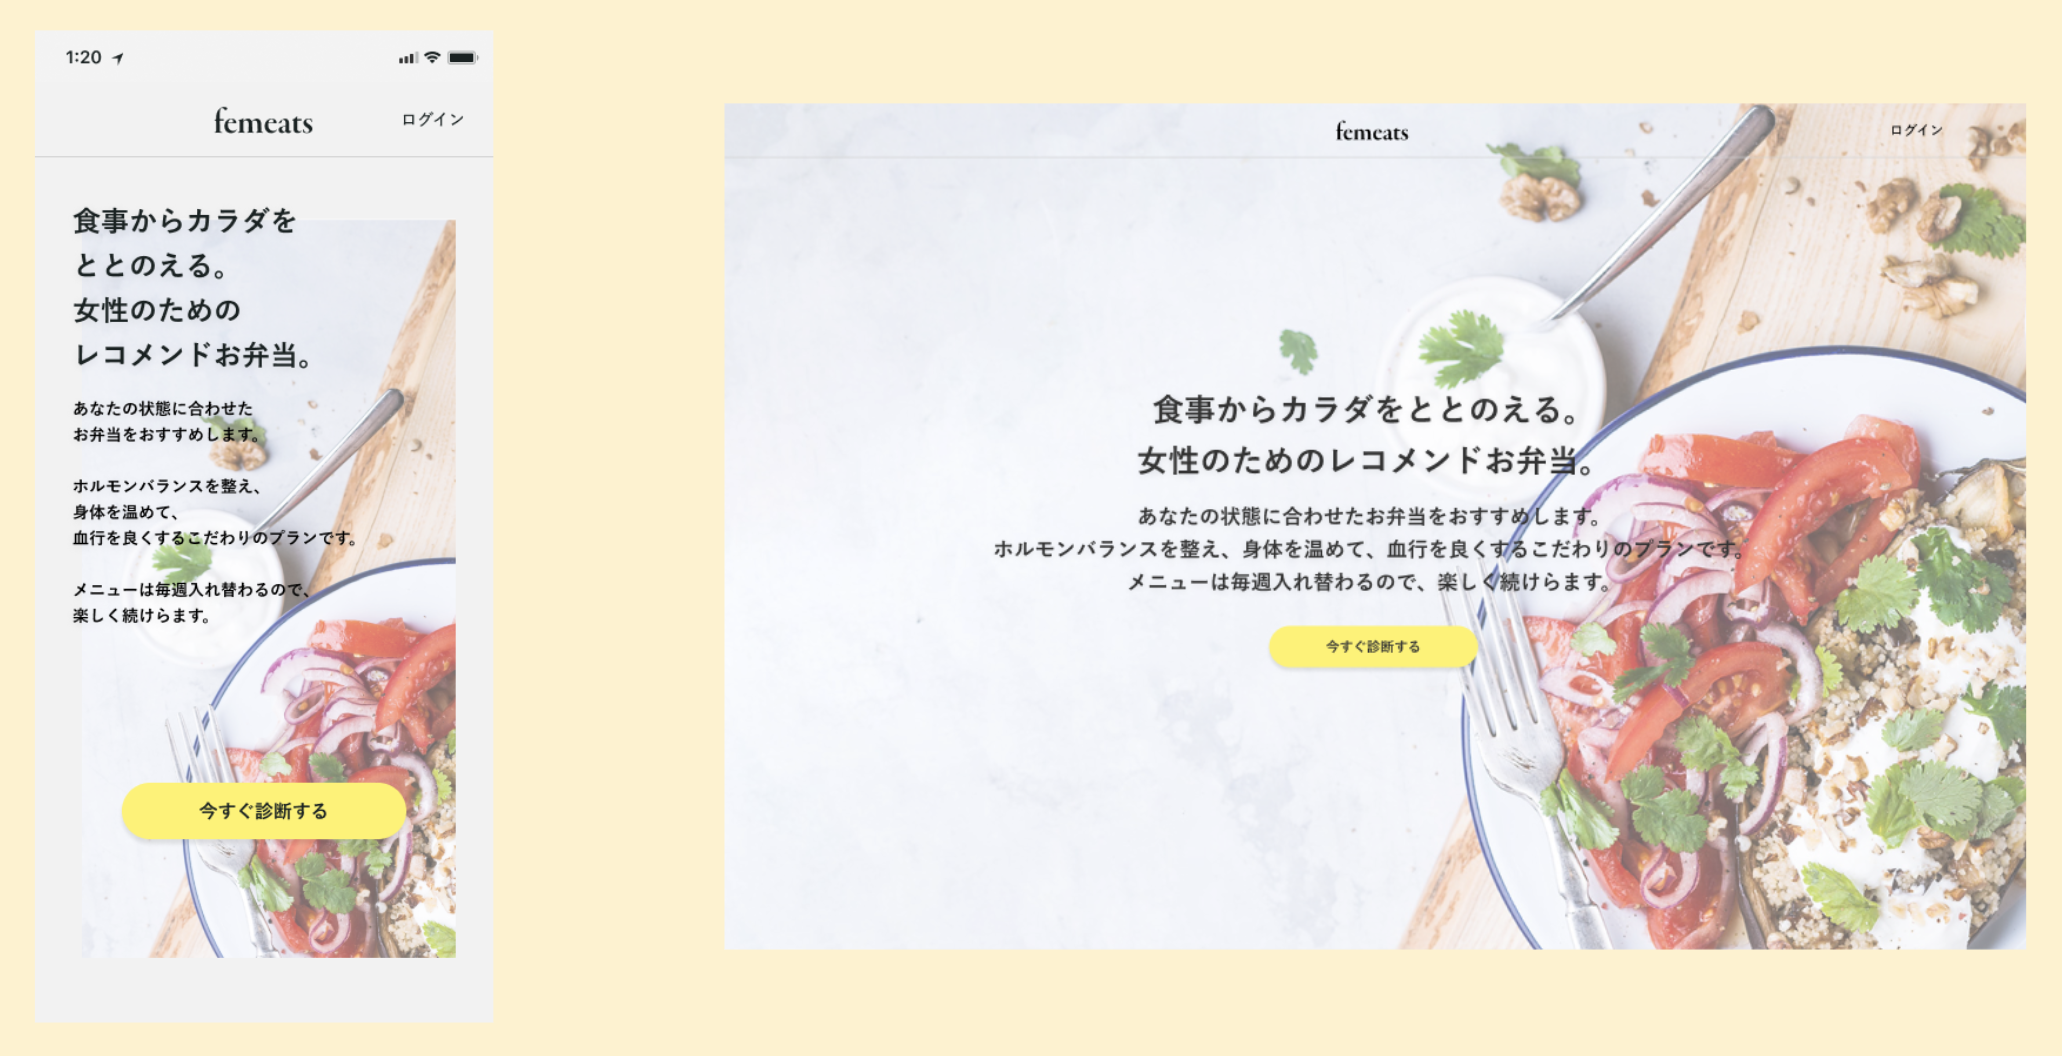 1:20
femeats
ログイン
食事からカラダを
ととのえる。
女性のための
レコメンドお弁当。
あなたの状態に合わせた
お弁当をおすすめします。
ホルモンバランスを整え、
身体を温めて、
血行を良くするこだわりのプランです。
メニューは毎週入れ替わるので、
楽しく続けらます。
今すぐ診断する
femeats
ログイン
食事からカラダをととのえる。
女性のためのレコメンドお弁当。
あなたの状態に合わせたお弁当をおすすめします。
ホルモンバランスを整え、身体を温めて、血行を良くするこだわりのプランです。
メニューは毎週入れ替わるので、楽しく続けらます。
今すぐ診断する